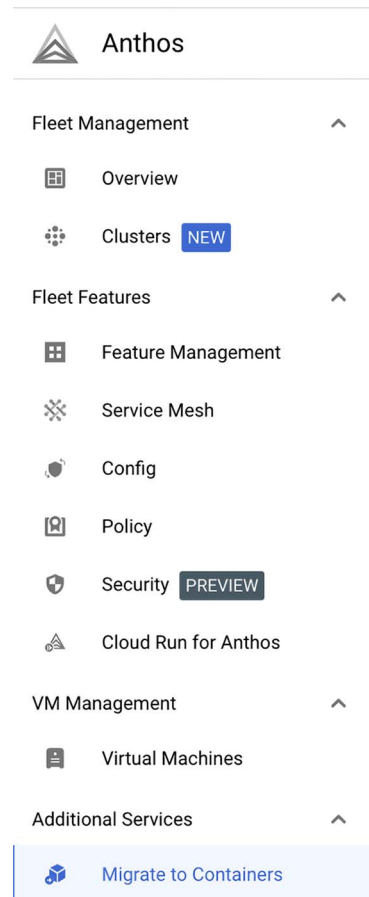 Anthos
Fleet Management
Overview
Clusters NEW
Fleet Features
Feature Management
Service Mesh
Config
Policy
Security PREVIEW
Cloud Run for Anthos
VM Management
Virtual Machines
Additional Services
Migrate to Containers